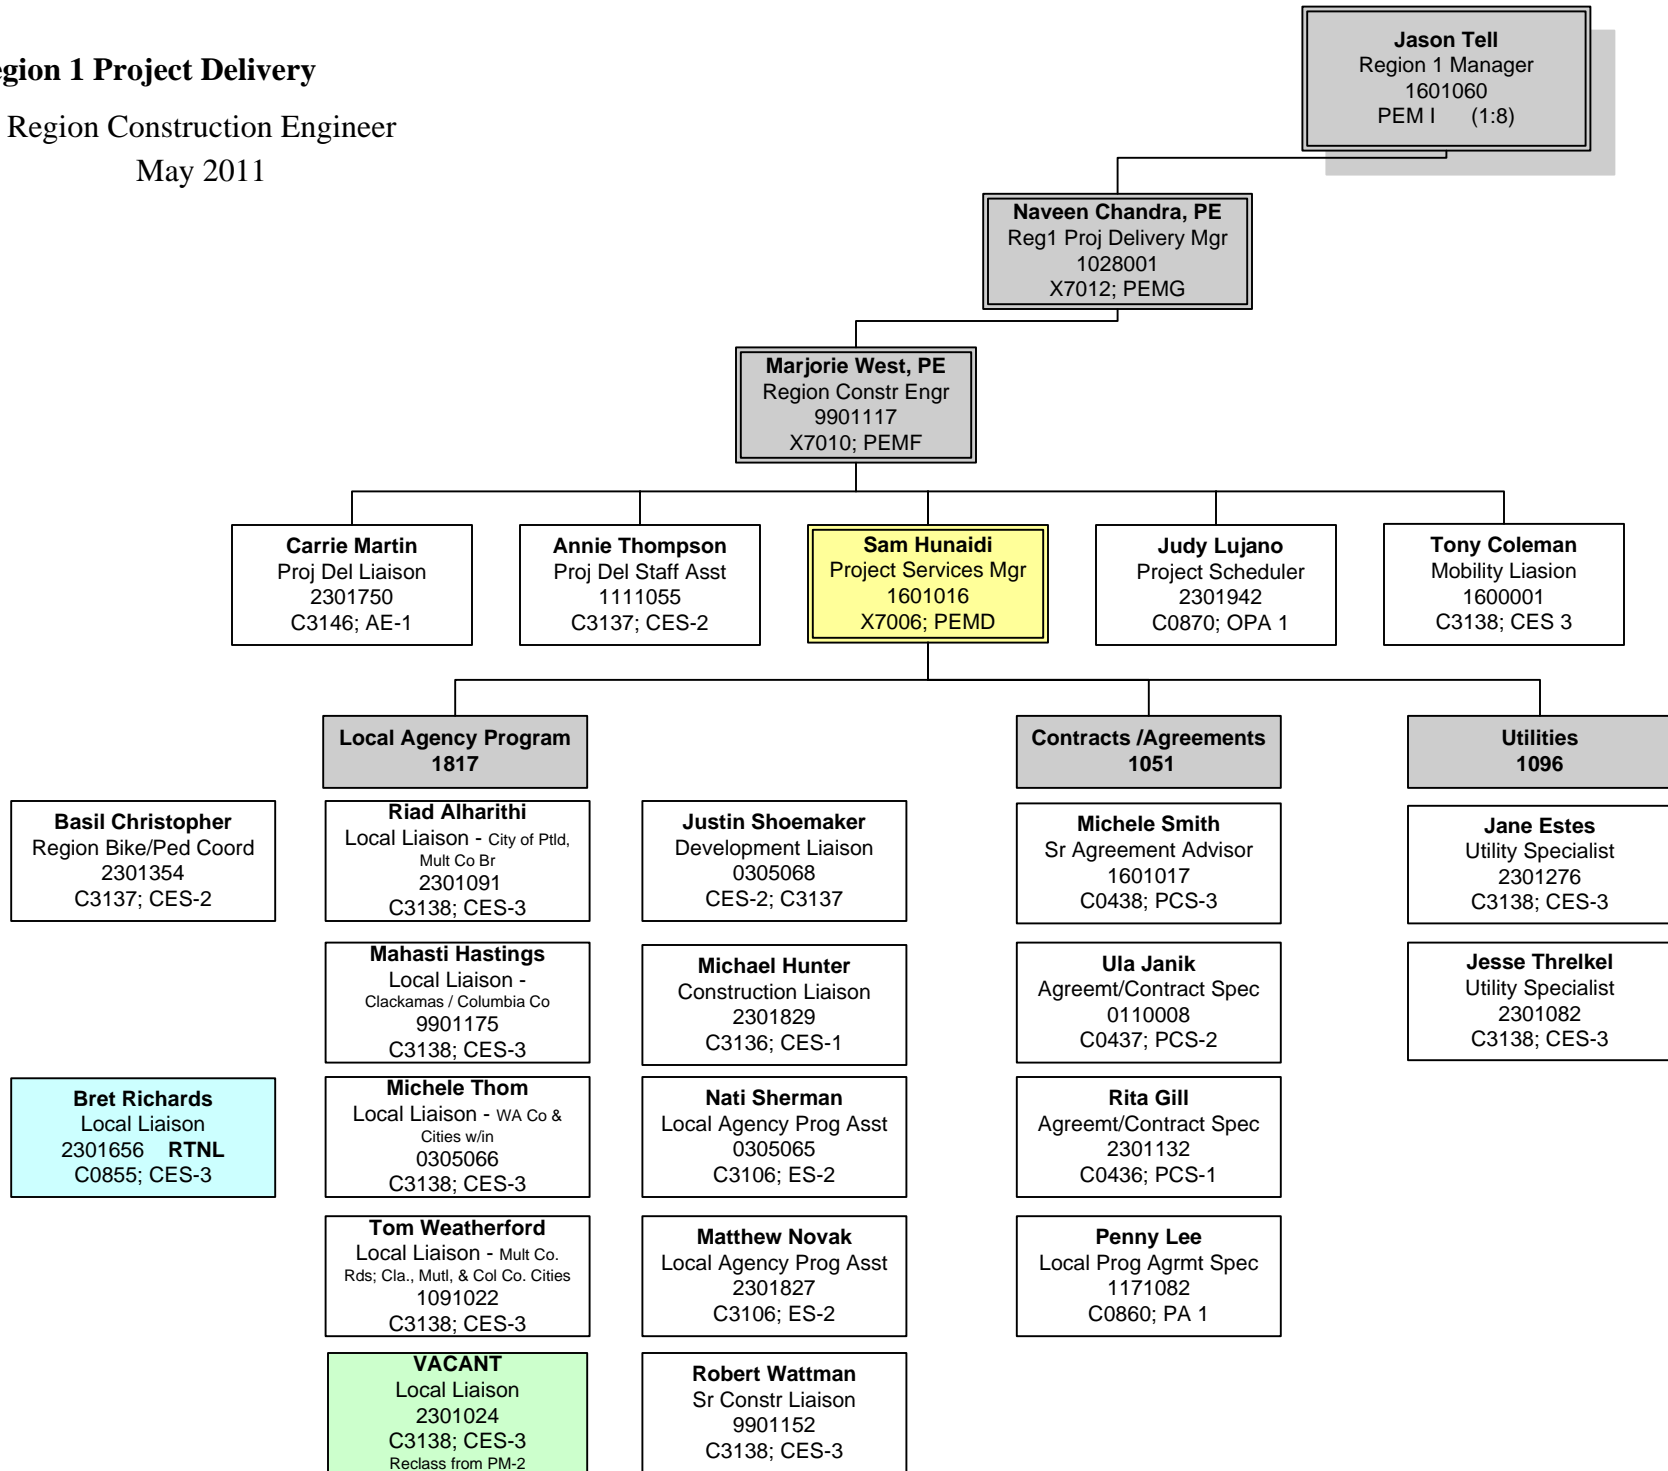 egion 1 Project Delivery
Region Construction Engineer
May 2011
Jason Tell
Region 1 Manager
1601060
PEM I (1:8)
Naveen Chandra, PE
Reg1 Proj Delivery Mgr
1028001
X7012; PEMG
Marjorie West, PE
Region Constr Engr
9901117
X7010; PEMF
Carrie Martin
Proj Del Liaison
2301750
C3146; AE-1
Annie Thompson
Proj Del Staff Asst
1111055
C3137; CES-2
Sam Hunaidi
Project Services Mgr
1601016
X7006; PEMD
Judy Lujano
Project Scheduler
2301942
C0870; OPA 1
Tony Coleman
Mobility Liasion
1600001
C3138; CES 3
Local Agency Program
1817
Contracts /Agreements
1051
Utilities
1096
Basil Christopher
Region Bike/Ped Coord
2301354
C3137; CES-2
Riad Alharithi
Local Liaison - City of Ptld,
Mult Co Br
2301091
C3138; CES-3
Justin Shoemaker
Development Liaison
0305068
CES-2; C3137
Michele Smith
Sr Agreement Advisor
1601017
C0438; PCS-3
Jane Estes
Utility Specialist
2301276
C3138; CES-3
Mahasti Hastings
Local Liaison -
Clackamas / Columbia Co
9901175
C3138; CES-3
Michael Hunter
Construction Liaison
2301829
C3136; CES-1
Ula Janik
Agreemt/Contract Spec
0110008
C0437; PCS-2
Jesse Threlkel
Utility Specialist
2301082
C3138; CES-3
Bret Richards
Local Liaison
2301656 RTNL
C0855; CES-3
Michele Thom
Local Liaison - WA Co &
Cities w/in
0305066
C3138; CES-3
Nati Sherman
Local Agency Prog Asst
0305065
C3106; ES-2
Rita Gill
Agreemt/Contract Spec
2301132
C0436; PCS-1
Tom Weatherford
Local Liaison - Mult Co.
Rds; Cla., Mutl, & Col Co. Cities
1091022
C3138; CES-3
Matthew Novak
Local Agency Prog Asst
2301827
C3106; ES-2
Penny Lee
Local Prog Agrmt Spec
1171082
C0860; PA 1
VACANT
Local Liaison
2301024
C3138; CES-3
Reclass from PM-2
Robert Wattman
Sr Constr Liaison
9901152
C3138; CES-3